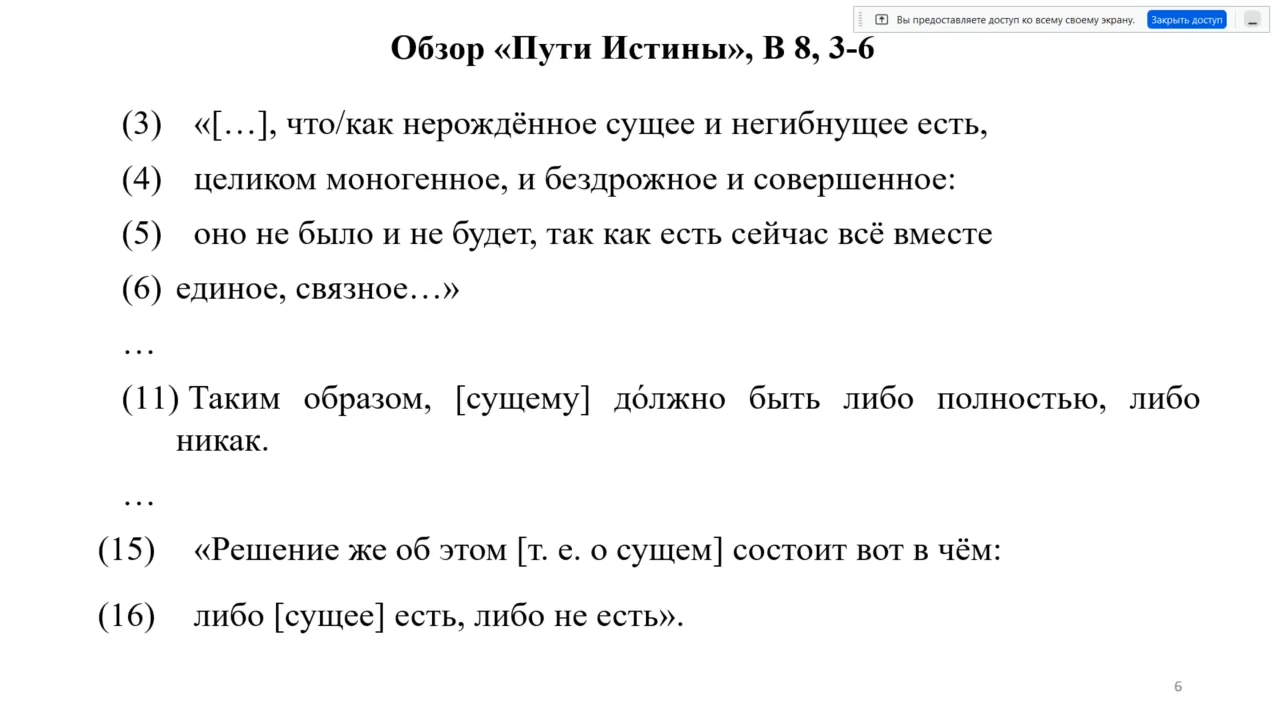 Вы предоставляете доступ ко всему своему экрану. Закрыть доступ
Обзор «Пути Истины», В 8, 3-6
(3) «[…], что/как нерождённое сущее и негибнущее есть,
(4) целиком моногенное, и бездрожное и совершенное:
(5) оно не было и не будет, так как есть сейчас всё вместе
(6) единое, связное…»
…
(11) Таким образом, [сущему] до́лжно быть либо полностью, либо
никак.
…
(15) «Решение же об этом [т. е. о сущем] состоит вот в чём:
(16) либо [сущее] есть, либо не есть».
6